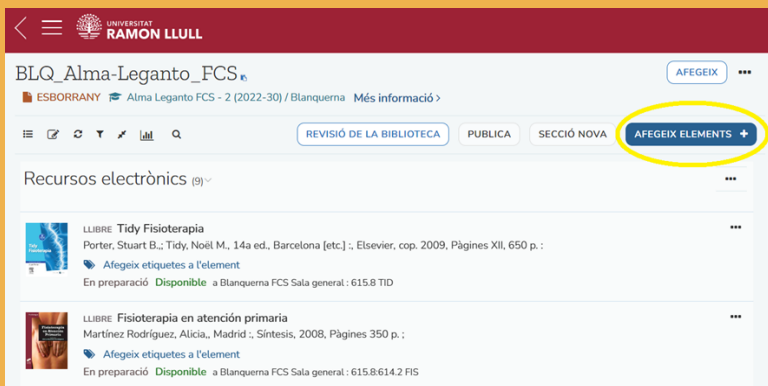 UNIVERSITAT
RAMON LLULL
BLQ_Alma-Leganto_FCS
AFEGEIX
ESBORRANY Alma Leganto FCS - 2 (2022-30) / Blanquerna Més informació >
REVISIÓ DE LA BIBLIOTECA PUBLICA SECCIÓ NOVA AFEGEIX ELEMENTS +
Recursos electrònics (9)
LLIBRE Tidy Fisioterapia
Porter, Stuart B.,; Tidy, Noël M., 14a ed., Barcelona [etc.] :, Elsevier, cop. 2009, Pàgines XII, 650 p. :
Afegeix etiquetes a l'element
En preparació Disponible a Blanquerna FCS Sala general : 615.8 TID
LLIBRE Fisioterapia en atención primaria
Martínez Rodríguez, Alicia,, Madrid :, Síntesis, 2008, Pàgines 350 p. ;
Afegeix etiquetes a l'element
En preparació Disponible a Blanquerna FCS Sala general : 615.8:614.2 FIS